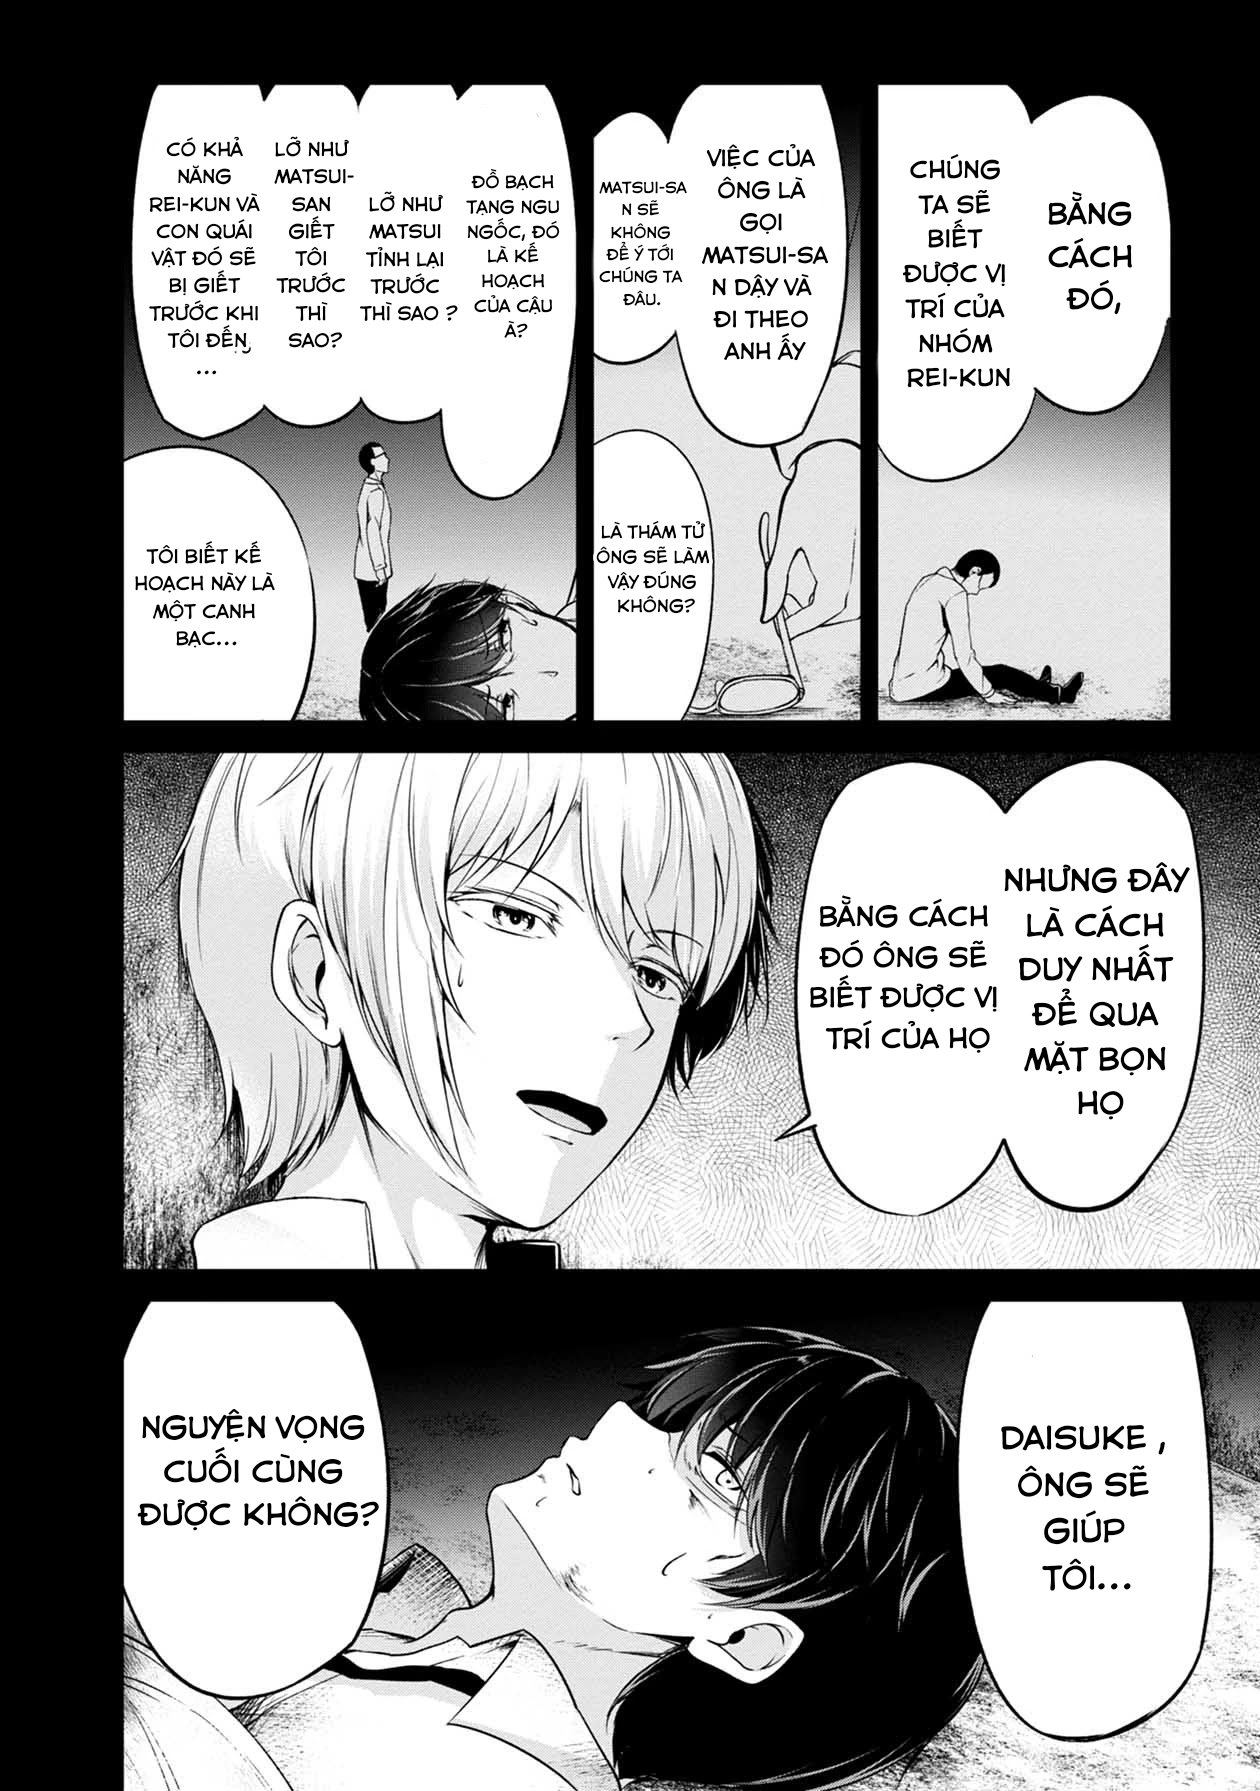 BẰNG
CÁCH
ĐÓ,
CHÚNG
TA SẼ
BIẾT
ĐƯỢC VỊ
TRÍ CỦA
NHÓM
REI-KUN
VIỆC CỦA
ÔNG LÀ
GỌI
MATSUI-SA
N DẬY VÀ
ĐI THEO
ANH ẤY
MATSUI-SA
N SẼ
KHÔNG
ĐỂ Ý TỚI
CHÚNG TA
ĐÂU.
LÀ THÁM TỬ
ÔNG SẼ LÀM
VẬY ĐÚNG
KHÔNG?
ĐỒ BẠCH
TẠNG NGU
NGỐC, ĐÓ
LÀ KẾ
HOẠCH
CỦA CẬU
À?
LỠ NHƯ
MATSUI
TỈNH LẠI
TRƯỚC
THÌ SAO ?
LỠ NHƯ
MATSUI-
SAN
GIẾT
TÔI
TRƯỚC
THÌ
SAO?
CÓ KHẢ
NĂNG
REI-KUN VÀ
CON QUÁI
VẬT ĐÓ SẼ
BỊ GIẾT
TRƯỚC KHI
TÔI ĐẾN
...
TÔI BIẾT KẾ
HOẠCH NÀY LÀ
MỘT CANH
BẠC...
NHƯNG ĐÂY
LÀ CÁCH
DUY NHẤT
ĐỂ QUA
MẶT BỌN
HỌ
BẰNG CÁCH
ĐÓ ÔNG SẼ
BIẾT ĐƯỢC VỊ
TRÍ CỦA HỌ
DAISUKE ,
ÔNG SẼ
GIÚP
TÔI...
NGUYỆN VỌNG
CUỐI CÙNG
ĐƯỢC KHÔNG?